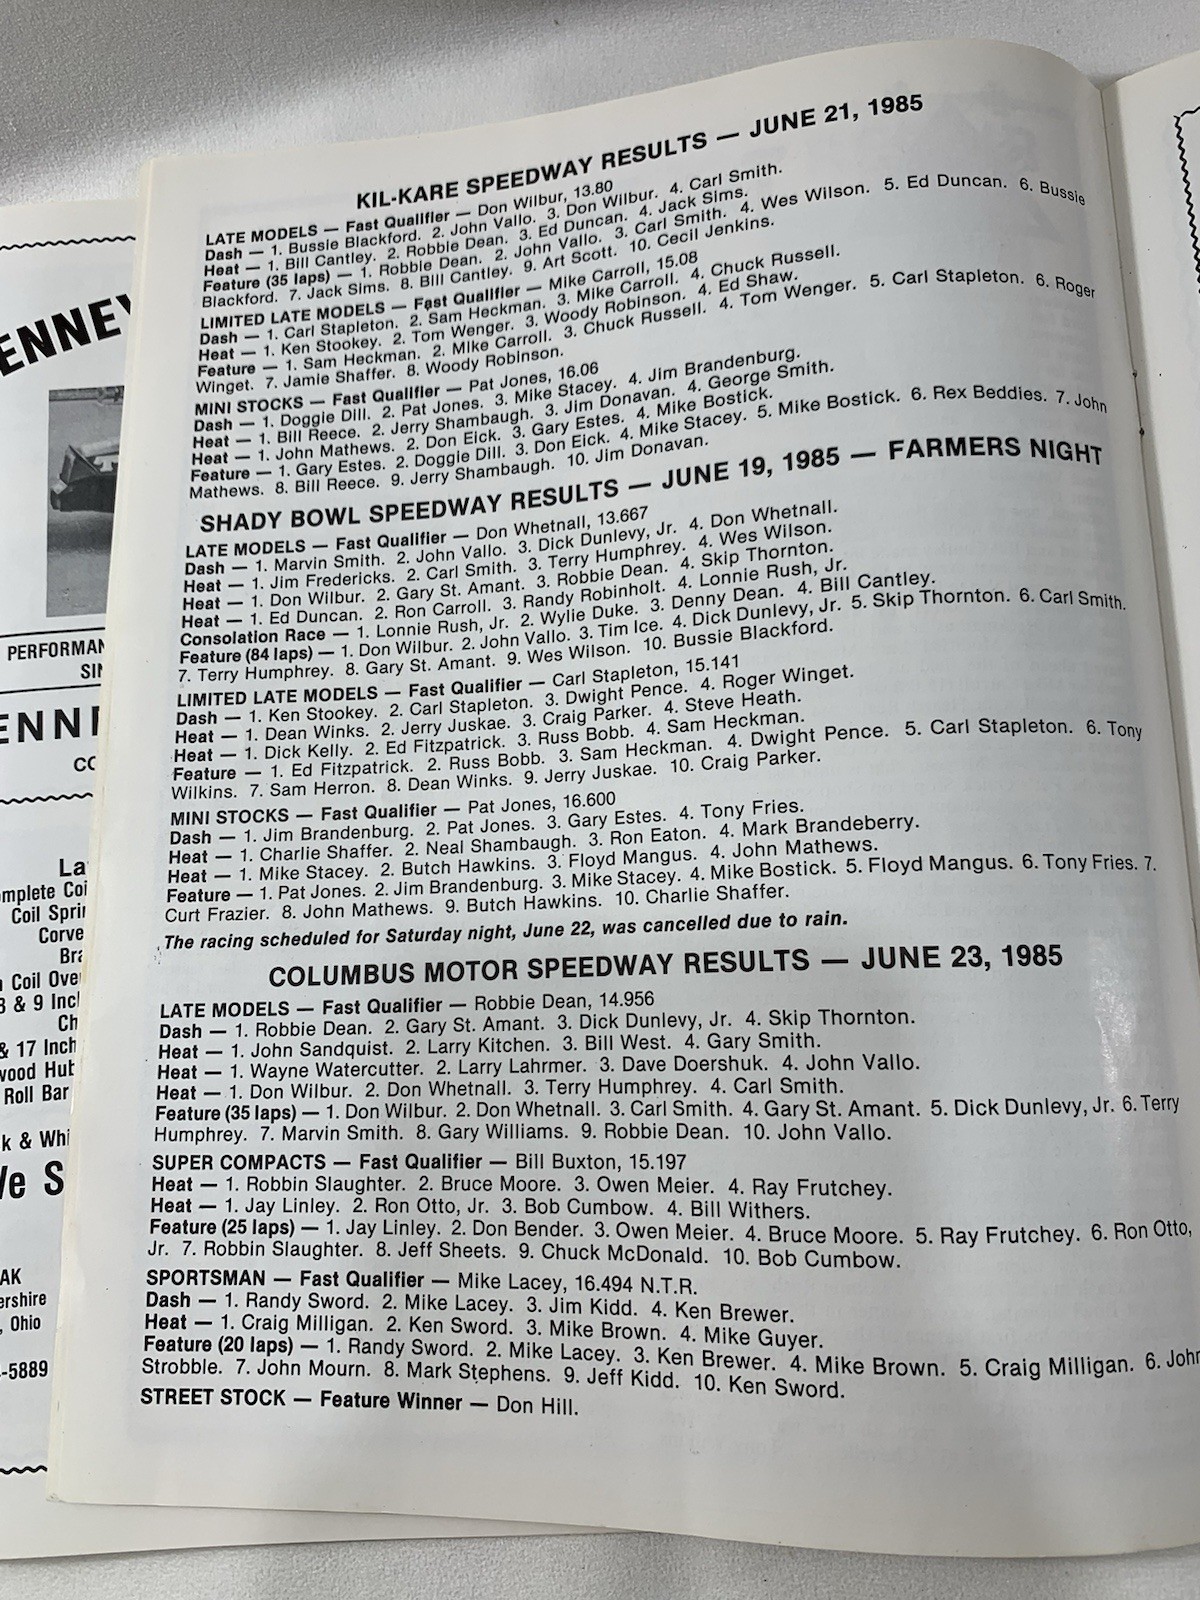 ENNEY
PERFORMAN
SIN
ENNE
CO
La
omplete Coi
Coil Sprin
Corve
Bra
Coil Over
8 & 9 Inch
Ch
& 17 Inch
wood Hub
Roll Bar
k & Whi
We S
AK
ershire
, Ohio
-5889
KIL-KARE SPEEDWAY RESULTS — JUNE 21, 1985
LATE MODELS — Fast Qualifier — Don Wilbur, 13.80
Dash — 1. Bussie Blackford. 2. John Vallo. 3. Don Wilbur. 4. Carl Smith.
Heat — 1. Bill Cantley. 2. Robbie Dean. 3. Ed Duncan. 4. Jack Sims.
Feature (35 laps) — 1. Robbie Dean. 2. John Vallo. 3. Carl Smith. 4. Wes Wilson. 5. Ed Duncan. 6. Bussie
Blackford. 7. Jack Sims. 8. Bill Cantley. 9. Art Scott. 10. Cecil Jenkins.
LIMITED LATE MODELS — Fast Qualifier — Mike Carroll, 15.08
Dash — 1. Carl Stapleton. 2. Sam Heckman. 3. Mike Carroll. 4. Chuck Russell.
Heat — 1. Ken Stookey. 2. Tom Wenger. 3. Woody Robinson. 4. Ed Shaw.
Feature — 1. Sam Heckman. 2. Mike Carroll. 3. Chuck Russell. 4. Tom Wenger. 5. Carl Stapleton. 6. Roger
Winget. 7. Jamie Shaffer. 8. Woody Robinson.
MINI STOCKS — Fast Qualifier — Pat Jones, 16.06
Dash — 1. Doggie Dill. 2. Pat Jones. 3. Mike Stacey. 4. Jim Brandenburg.
Heat — 1. Bill Reece. 2. Jerry Shambaugh. 3. Jim Donavan. 4. George Smith.
Heat — 1. John Mathews. 2. Don Eick. 3. Gary Estes. 4. Mike Bostick.
Feature — 1. Gary Estes. 2. Doggie Dill. 3. Don Eick. 4. Mike Stacey. 5. Mike Bostick. 6. Rex Beddies. 7. John
Mathews. 8. Bill Reece. 9. Jerry Shambaugh. 10. Jim Donavan.
SHADY BOWL SPEEDWAY RESULTS — JUNE 19, 1985 — FARMERS NIGHT
LATE MODELS — Fast Qualifier — Don Whetnall, 13.667
Dash — 1. Marvin Smith. 2. John Vallo. 3. Dick Dunlevy, Jr. 4. Don Whetnall.
Heat — 1. Jim Fredericks. 2. Carl Smith. 3. Terry Humphrey. 4. Wes Wilson.
Heat — 1. Don Wilbur. 2. Gary St. Amant. 3. Robbie Dean. 4. Skip Thornton.
Heat — 1. Ed Duncan. 2. Ron Carroll. 3. Randy Robinholt. 4. Lonnie Rush, Jr.
Consolation Race — 1. Lonnie Rush, Jr. 2. Wylie Duke. 3. Denny Dean. 4. Bill Cantley.
Feature (84 laps) — 1. Don Wilbur. 2. John Vallo. 3. Tim Ice. 4. Dick Dunlevy, Jr. 5. Skip Thornton. 6. Carl Smith.
7. Terry Humphrey. 8. Gary St. Amant. 9. Wes Wilson. 10. Bussie Blackford.
LIMITED LATE MODELS — Fast Qualifier — Carl Stapleton, 15.141
Dash — 1. Ken Stookey. 2. Carl Stapleton. 3. Dwight Pence. 4. Roger Winget.
Heat — 1. Dean Winks. 2. Jerry Juskae. 3. Craig Parker. 4. Steve Heath.
Heat — 1. Dick Kelly. 2. Ed Fitzpatrick. 3. Russ Bobb. 4. Sam Heckman.
Feature — 1. Ed Fitzpatrick. 2. Russ Bobb. 3. Sam Heckman. 4. Dwight Pence. 5. Carl Stapleton. 6. Tony
Wilkins. 7. Sam Herron. 8. Dean Winks. 9. Jerry Juskae. 10. Craig Parker.
MINI STOCKS — Fast Qualifier — Pat Jones, 16.600
Dash — 1. Jim Brandenburg. 2. Pat Jones. 3. Gary Estes. 4. Tony Fries.
Heat — 1. Charlie Shaffer. 2. Neal Shambaugh. 3. Ron Eaton. 4. Mark Brandeberry.
Heat — 1. Mike Stacey. 2. Butch Hawkins. 3. Floyd Mangus. 4. John Mathews.
Feature — 1. Pat Jones. 2. Jim Brandenburg. 3. Mike Stacey. 4. Mike Bostick. 5. Floyd Mangus. 6. Tony Fries. 7.
Curt Frazier. 8. John Mathews. 9. Butch Hawkins. 10. Charlie Shaffer.
The racing scheduled for Saturday night, June 22, was cancelled due to rain.
COLUMBUS MOTOR SPEEDWAY RESULTS — JUNE 23, 1985
LATE MODELS — Fast Qualifier — Robbie Dean, 14.956
Dash — 1. Robbie Dean. 2. Gary St. Amant. 3. Dick Dunlevy, Jr. 4. Skip Thornton.
Heat — 1. John Sandquist. 2. Larry Kitchen. 3. Bill West. 4. Gary Smith.
Heat — 1. Wayne Watercutter. 2. Larry Lahrmer. 3. Dave Doershuk. 4. John Vallo.
Heat — 1. Don Wilbur. 2. Don Whetnall. 3. Terry Humphrey. 4. Carl Smith.
Feature (35 laps) — 1. Don Wilbur. 2. Don Whetnall. 3. Carl Smith. 4. Gary St. Amant. 5. Dick Dunlevy, Jr. 6. Terry
Humphrey. 7. Marvin Smith. 8. Gary Williams. 9. Robbie Dean. 10. John Vallo.
SUPER COMPACTS — Fast Qualifier — Bill Buxton, 15.197
Heat — 1. Robbin Slaughter. 2. Bruce Moore. 3. Owen Meier. 4. Ray Frutchey.
Heat — 1. Jay Linley. 2. Ron Otto, Jr. 3. Bob Cumbow. 4. Bill Withers.
Feature (25 laps) — 1. Jay Linley. 2. Don Bender. 3. Owen Meier. 4. Bruce Moore. 5. Ray Frutchey. 6. Ron Otto,
Jr. 7. Robbin Slaughter. 8. Jeff Sheets. 9. Chuck McDonald. 10. Bob Cumbow.
SPORTSMAN — Fast Qualifier — Mike Lacey, 16.494 N.T.R.
Dash — 1. Randy Sword. 2. Mike Lacey. 3. Jim Kidd. 4. Ken Brewer.
Heat — 1. Craig Milligan. 2. Ken Sword. 3. Mike Brown. 4. Mike Guyer.
Feature (20 laps) — 1. Randy Sword. 2. Mike Lacey. 3. Ken Brewer. 4. Mike Brown. 5. Craig Milligan. 6. John
Strobble. 7. John Mourn. 8. Mark Stephens. 9. Jeff Kidd. 10. Ken Sword.
STREET STOCK — Feature Winner — Don Hill.